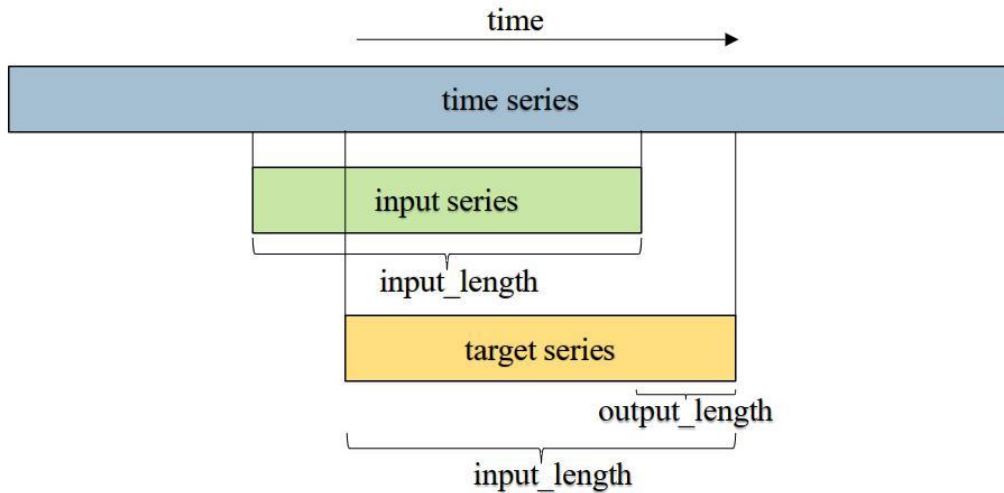 time
time series
input series
input_length
target series
output_length
input_length